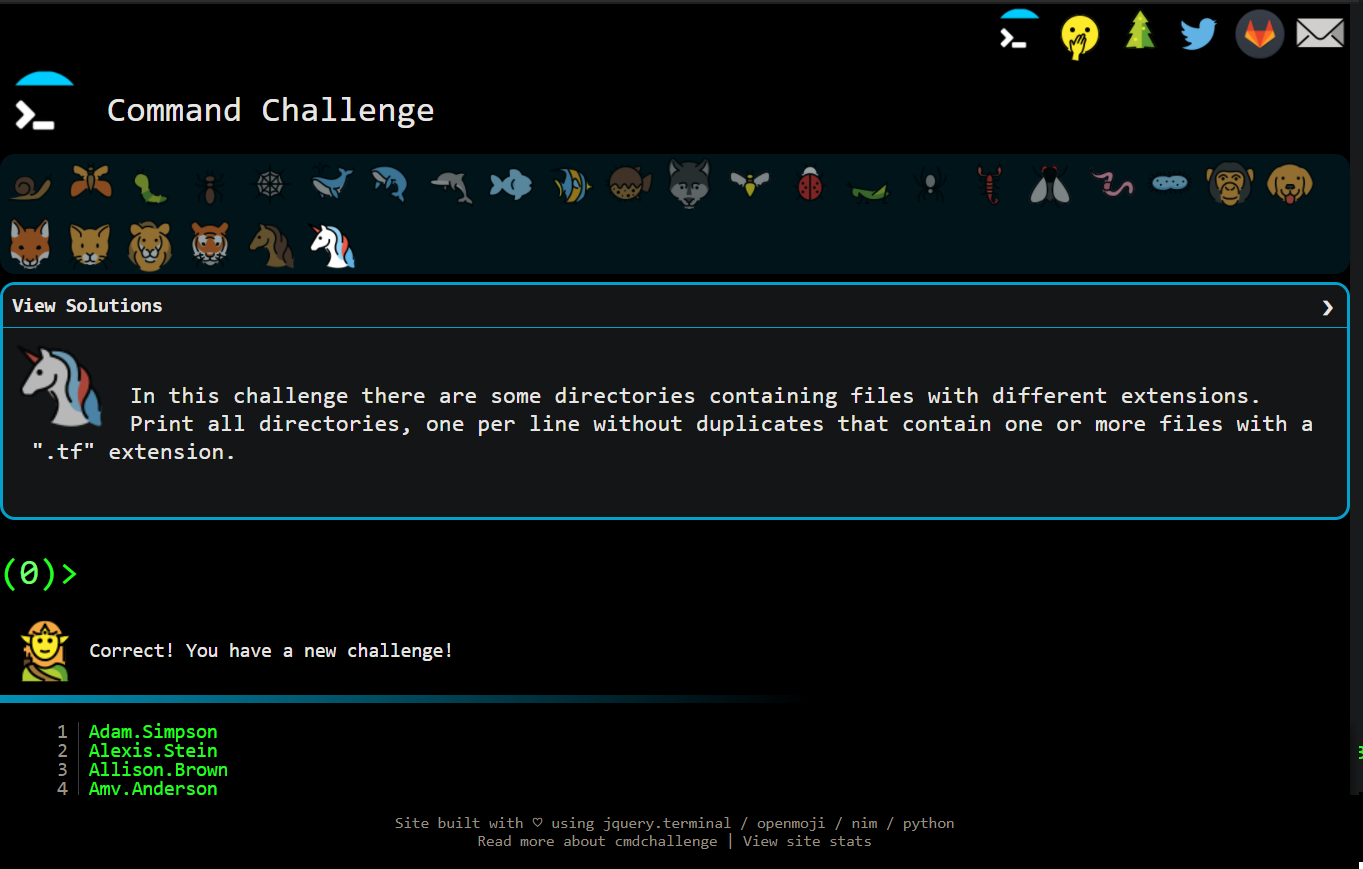 Command Challenge
View Solutions
In this challenge there are some directories containing files with different extensions.
Print all directories, one per line without duplicates that contain one or more files with a
".tf" extension.
(0)>
Correct! You have a new challenge!
1 Adam.Simpson
2 Alexis.Stein
3 Allison.Brown
4 Amy.Anderson
Site built with ♡ using jquery.terminal / openmoji / nim / python
Read more about cmdchallenge | View site stats